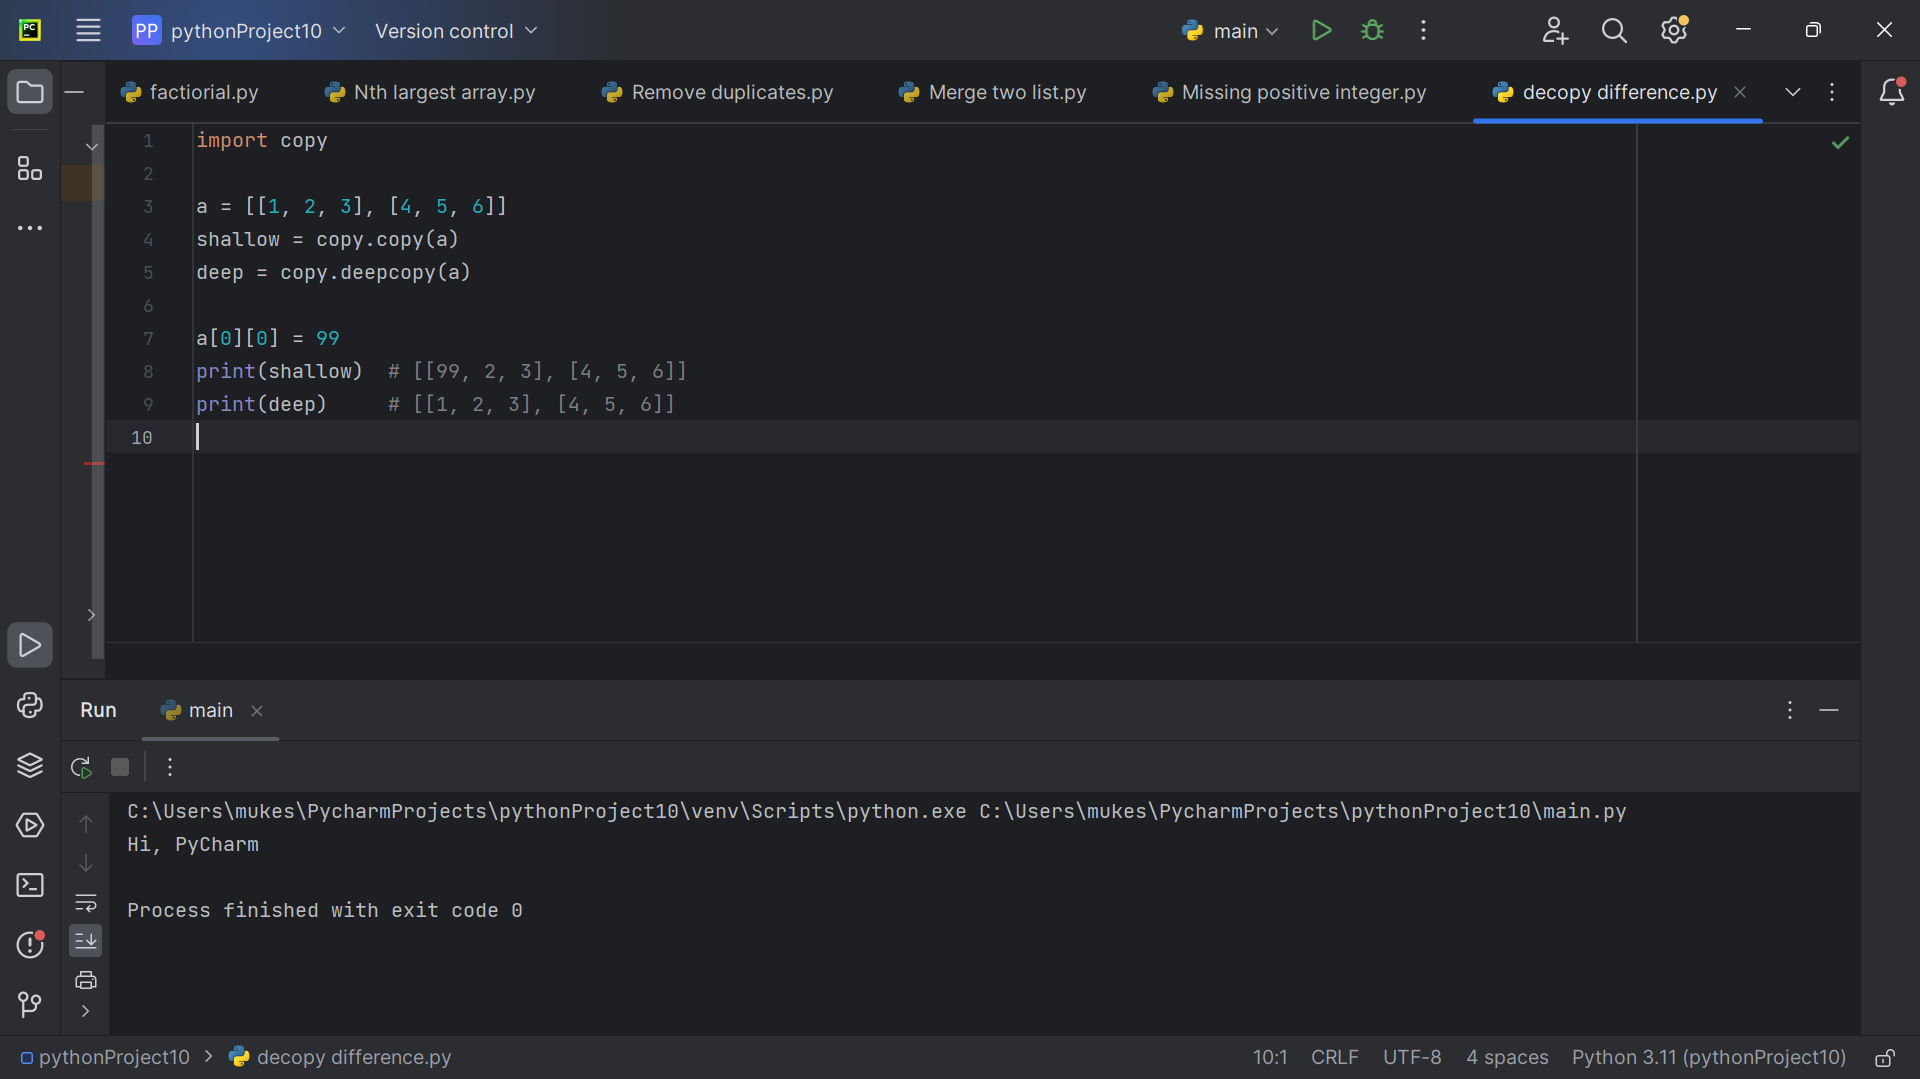 PC PP pythonProject10 Version control main
factiorial.py Nth largest array.py Remove duplicates.py Merge two list.py Missing positive integer.py decopy difference.py
1 import copy
2
3 a = [[1, 2, 3], [4, 5, 6]]
4 shallow = copy.copy(a)
5 deep = copy.deepcopy(a)
6
7 a[0][0] = 99
8 print(shallow)  # [[99, 2, 3], [4, 5, 6]]
9 print(deep)     # [[1, 2, 3], [4, 5, 6]]
10
Run main
C:\Users\mukes\PycharmProjects\pythonProject10\venv\Scripts\python.exe C:\Users\mukes\PycharmProjects\pythonProject10\main.py
Hi, PyCharm
Process finished with exit code 0
pythonProject10 > decopy difference.py 10:1 CRLF UTF-8 4 spaces Python 3.11 (pythonProject10)